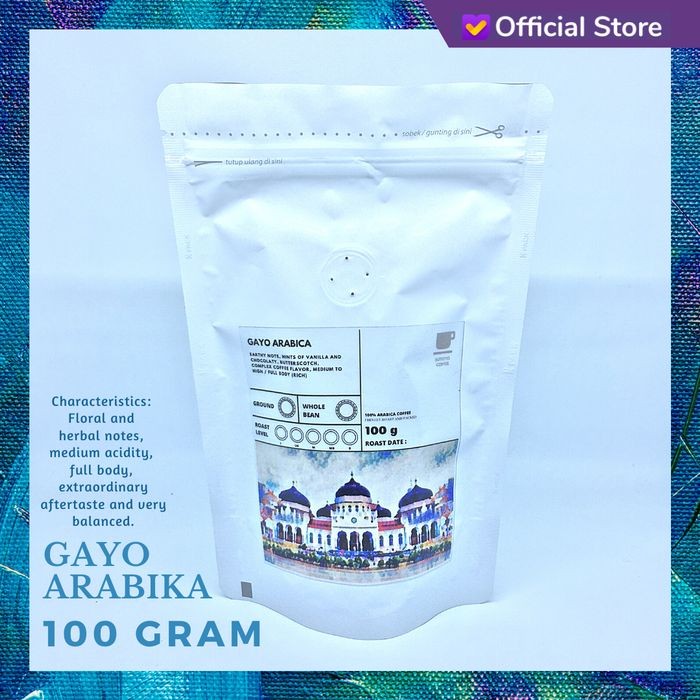 Official Store
sobek / gunting di sini
tutup ulang di sini
GAYO ARABICA
EARTHY NOTE, HINTS OF VANILLA AND
CHOCOLATY, BUTTERSCOTCH.
COMPLEX COFFEE FLAVOR, MEDIUM TO
HIGH / FULL BODY (RICH)
GROUND
WHOLE
BEAN
ROAST
LEVEL
100% ARABICA COFFEE
100 g
ROAST DATE :
COFFEE
Characteristics:
Floral and
herbal notes,
medium acidity,
full body,
extraordinary
aftertaste and very
balanced.
GAYO
ARABIKA
100 GRAM